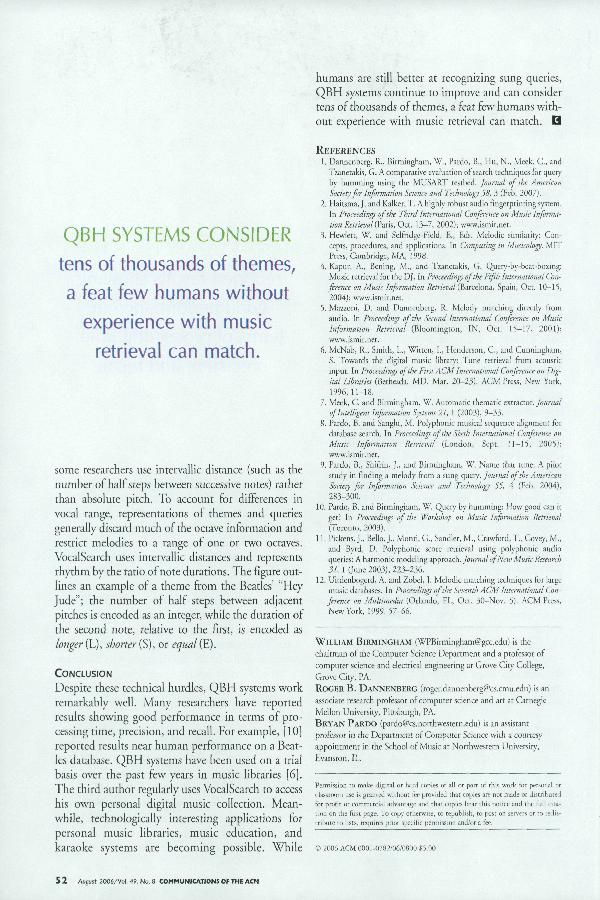 QBH SYSTEMS CONSIDER
tens of thousands of themes,
a feat few humans without
experience with music
retrieval can match.
some researchers use intervallic distance (such as the
number of half steps between successive notes) rather
than absolute pitch. To account for differences in
vocal range, representations of themes and queries
generally discard much of the octave information and
restrict melodies to a range of one or two octaves.
VocalSearch uses intervallic distances and represents
rhythm by the ratio of note durations. The figure out-
lines an example of a theme from the Beatles' "Hey
Jude"; the number of half steps between adjacent
pitches is encoded as an integer, while the duration of
the second note, relative to the first, is encoded as
longer (L), shorter (S), or equal (E).
CONCLUSION
Despite these technical hurdles, QBH systems work
remarkably well. Many researchers have reported
results showing good performance in terms of pro-
cessing time, precision, and recall. For example, [10]
reported results near human performance on a Beat-
les database. QBH systems have been used on a trial
basis over the past few years in music libraries [6].
The third author regularly uses VocalSearch to access
his own personal digital music collection. Mean-
while, technologically interesting applications for
personal music libraries, music education, and
karaoke systems are becoming possible. While
humans are still better at recognizing sung queries,
QBH systems continue to improve and can consider
tens of thousands of themes, a feat few humans with-
out experience with music retrieval can match. C
REFERENCES
1. Dannenberg, R., Birmingham, W., Pardo, B., Hu, N., Meek, C., and
Tzanetakis, G. A comparative evaluation of search techniques for query
by humming using the MUSART testbed. Journal of the American
Society for Information Science and Technology 58, 3 (Feb. 2007).
2. Haitsma, J. and Kalker, T. A highly robust audio fingerprinting system.
In Proceedings of the Third International Conference on Music Informa-
tion Retrieval (Paris, Oct. 13–17, 2002); www.ismir.net.
3. Hewlett, W. and Selfridge-Field, E., Eds. Melodic similarity: Con-
cepts, procedures, and applications. In Computing in Musicology. MIT
Press, Cambridge, MA, 1998.
4. Kapur, A., Bening, M., and Tzanetakis, G. Query-by-beat-boxing:
Music retrieval for the DJ. In Proceedings of the Fifth International Con-
ference on Music Information Retrieval (Barcelona, Spain, Oct. 10–15,
2004); www.ismir.net.
5. Mazzoni, D. and Dannenberg, R. Melody matching directly from
audio. In Proceedings of the Second International Conference on Music
Information Retrieval (Bloomington, IN, Oct. 15–17, 2001);
www.ismir.net.
6. McNab, R., Smith, L., Witten, I., Henderson, C., and Cunningham,
S. Towards the digital music library: Tune retrieval from acoustic
input. In Proceedings of the First ACM International Conference on Dig-
ital Libraries (Bethesda, MD, Mar. 20–23). ACM Press, New York,
1996, 11–18.
7. Meek, C. and Birmingham, W. Automatic thematic extractor. Journal
of Intelligent Information Systems 21, 1 (2003), 9–33.
8. Pardo, B. and Sanghi, M. Polyphonic musical sequence alignment for
database search. In Proceedings of the Sixth International Conference on
Music Information Retrieval (London, Sept. 11–15, 2005);
www.ismir.net.
9. Pardo, B., Shifrin, J., and Birmingham, W. Name that tune: A pilot
study in finding a melody from a sung query. Journal of the American
Society for Information Science and Technology 55, 4 (Feb. 2004),
283–300.
10. Pardo, B. and Birmingham, W. Query by humming: How good can it
get? In Proceedings of the Workshop on Music Information Retrieval
(Toronto, 2003).
11. Pickens, J., Bello, J., Monti, G., Sandler, M., Crawford, T., Dovey, M.,
and Byrd, D. Polyphonic score retrieval using polyphonic audio
queries: A harmonic modeling approach. Journal of New Music Research
32, 1 (June 2003), 223–236.
12. Uitdenbogerd, A. and Zobel, J. Melodic matching techniques for large
music databases. In Proceedings of the Seventh ACM International Con-
ference on Multimedia (Orlando, FL, Oct. 30–Nov. 5). ACM Press,
New York, 1999, 57–66.
WILLIAM BIRMINGHAM (WPBirmingham@gcc.edu) is the
chairman of the Computer Science Department and a professor of
computer science and electrical engineering at Grove City College,
Grove City, PA.
ROGER B. DANNENBERG (roger.dannenberg@cs.cmu.edu) is an
associate research professor of computer science and art at Carnegie
Mellon University, Pittsburgh, PA.
BRYAN PARDO (pardo@cs.northwestern.edu) is an assistant
professor in the Department of Computer Science with a courtesy
appointment in the School of Music at Northwestern University,
Evanston, IL.
Permission to make digital or hard copies of all or part of this work for personal or
classroom use is granted without fee provided that copies are not made or distributed
for profit or commercial advantage and that copies bear this notice and the full cita-
tion on the first page. To copy otherwise, to republish, to post on servers or to redis-
tribute to lists, requires prior specific permission and/or a fee.
© 2006 ACM 0001-0782/06/0800 $5.00
52 August 2006/Vol. 49, No. 8 COMMUNICATIONS OF THE ACM